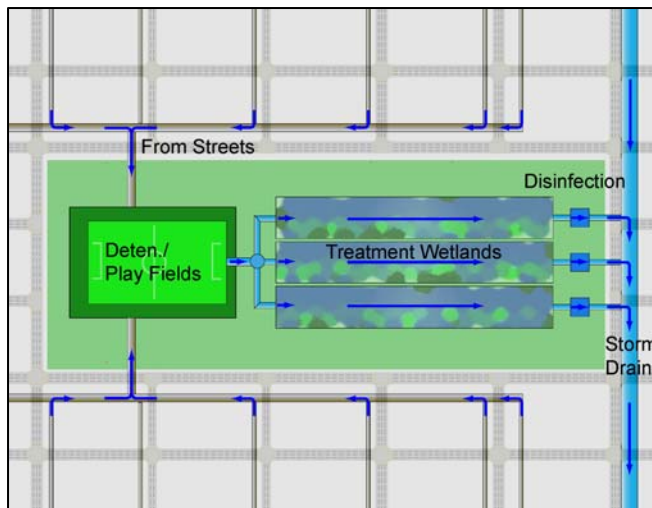 From Streets
Disinfection
Deten./
Play Fields
Treatment Wetlands
Storm
Drain